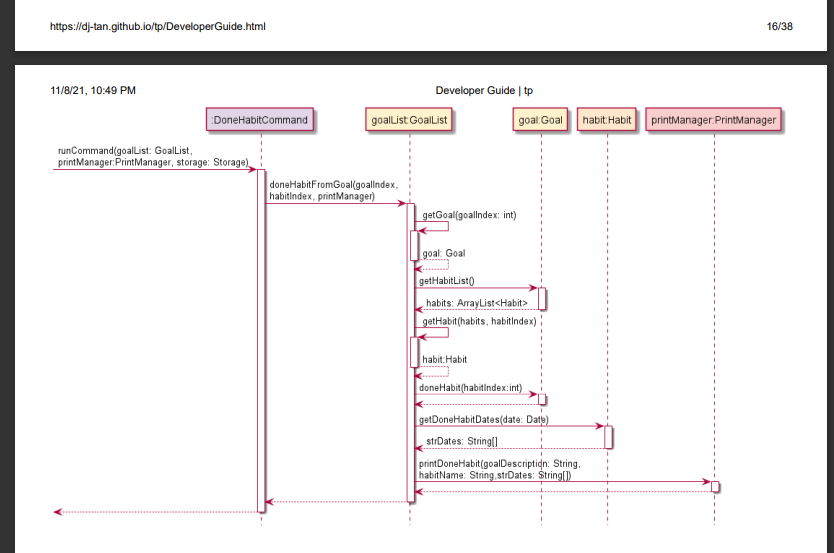 https://dj-tan.github.io/tp/DeveloperGuide.html 16/38
11/8/21, 10:49 PM Developer Guide | tp
:DoneHabitCommand goalList:GoalList goal:Goal habit:Habit printManager:PrintManager
runCommand(goalList: GoalList,
printManager:PrintManager, storage: Storage)
doneHabitFromGoal(goalIndex,
habitIndex, printManager)
getGoal(goalIndex: int)
goal: Goal
getHabitList()
habits: ArrayList<Habit>
getHabit(habits, habitIndex)
habit:Habit
doneHabit(habitIndex:int)
getDoneHabitDates(date: Date)
strDates: String[]
printDoneHabit(goalDescription: String,
habitName: String,strDates: String[])